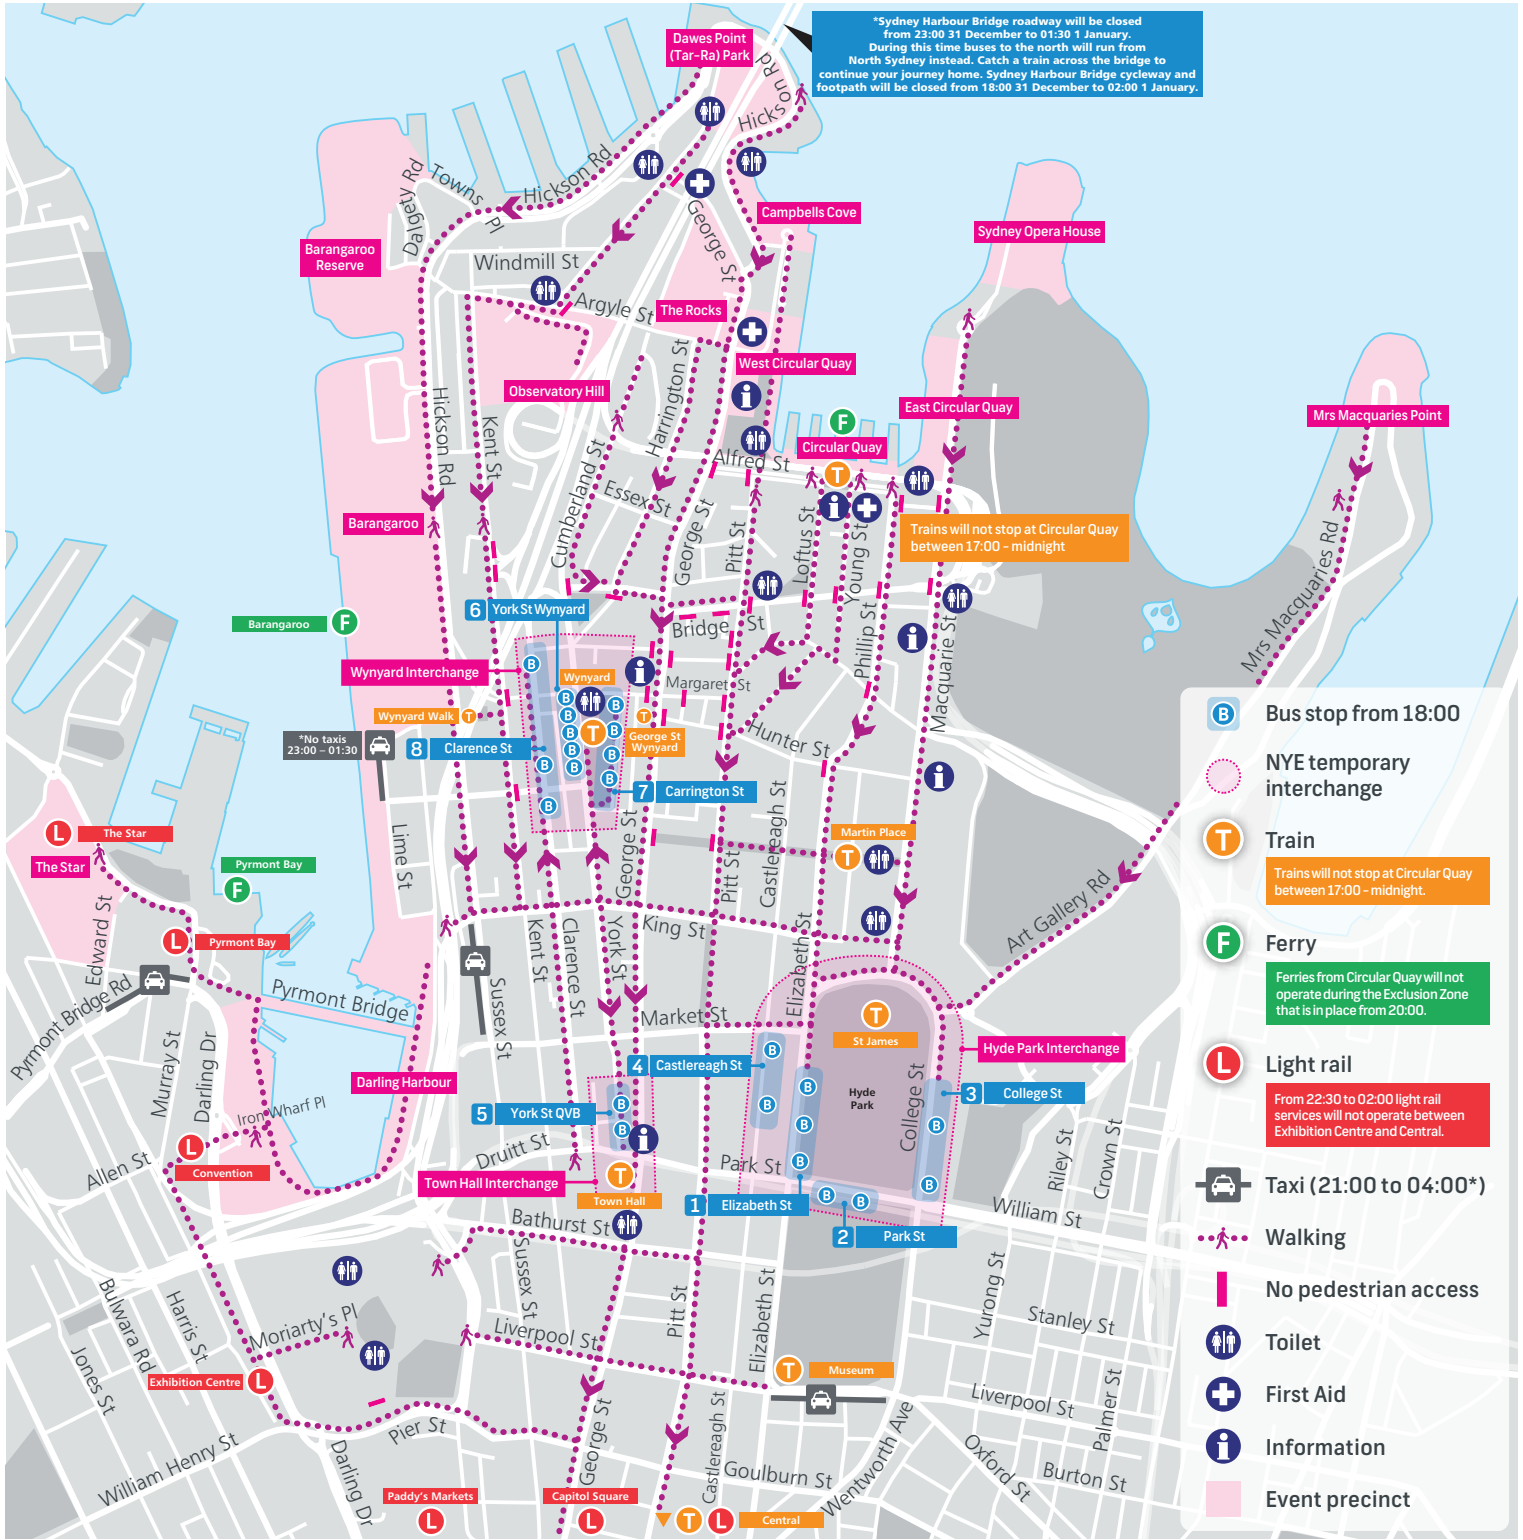 *Sydney Harbour Bridge roadway will be closed
from 23:00 31 December to 01:30 1 January.
During this time buses to the north will run from
North Sydney instead. Catch a train across the bridge to
continue your journey home. Sydney Harbour Bridge cycleway and
footpath will be closed from 18:00 31 December to 02:00 1 January.
Dawes Point
(Tar-Ra) Park
Hickson Rd
Hickson Rd
Towns Pl
Dalgety Rd
George St
Campbells Cove
Sydney Opera House
Barangaroo
Reserve
Windmill St
Argyle St
The Rocks
West Circular Quay
Observatory Hill
Harrington St
East Circular Quay
Mrs Macquaries Point
F
Circular Quay
T
Hickson Rd
Kent St
Cumberland St
Alfred St
Essex St
George St
Pitt St
Loftus St
Young St
Barangaroo
Trains will not stop at Circular Quay
between 17:00 - midnight
Mrs Macquaries Rd
6 York St Wynyard
Barangaroo F
Bridge St
Phillip St
Macquarie St
Wynyard Interchange
B
Wynyard
Margaret St
B
B
B
B
B
B
B
B
B
B
B
B
T
Wynyard Walk T
T
George St
Wynyard
Hunter St
*No taxis
23:00 – 01:30
8 Clarence St
7 Carrington St
Lime St
George St
Pitt St
Castlereagh St
Martin Place
T
L The Star
The Star
Pyrmont Bay
F
Edward St
L Pyrmont Bay
Kent St
Clarence St
York St
King St
Elizabeth St
Art Gallery Rd
Pyrmont Bridge Rd
Pyrmont Bridge
Sussex St
Market St
T
St James
Murray St
Darling Dr
Hyde Park Interchange
4 Castlereagh St
B
B
Darling Harbour
Hyde
Park
College St
3 College St
Iron Wharf Pl
5 York St QVB
B
B
B
B
B
B
B
Druitt St
L
Convention
Allen St
Park St
Riley St
Crown St
Town Hall Interchange
T
Town Hall
1 Elizabeth St
B
B
2 Park St
William St
Bathurst St
Sussex St
Bulwara Rd
Harris St
Moriarty's Pl
Jones St
Liverpool St
Pitt St
Elizabeth St
Yurong St
Stanley St
T Museum
Exhibition Centre L
Liverpool St
Palmer St
Pier St
George St
Castlereagh St
Wentworth Ave
William Henry St
Darling Dr
Goulburn St
Oxford St
Burton St
Paddy's Markets
L
Capitol Square
L
T L Central
B Bus stop from 18:00
NYE temporary
interchange
T Train
Trains will not stop at Circular Quay
between 17:00 - midnight.
F Ferry
Ferries from Circular Quay will not
operate during the Exclusion Zone
that is in place from 20:00.
L Light rail
From 22:30 to 02:00 light rail
services will not operate between
Exhibition Centre and Central.
Taxi (21:00 to 04:00*)
Walking
No pedestrian access
Toilet
First Aid
i Information
Event precinct